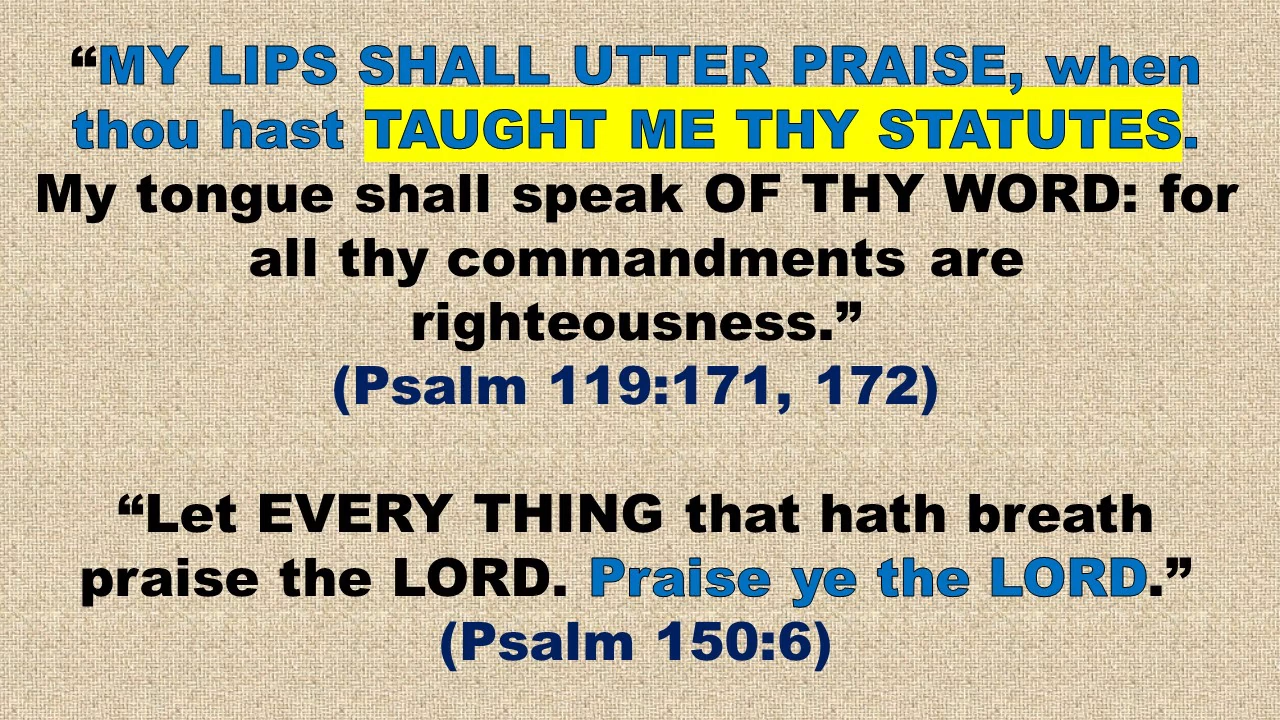 “MY LIPS SHALL UTTER PRAISE, when
thou hast TAUGHT ME THY STATUTES.
My tongue shall speak OF THY WORD: for
all thy commandments are
righteousness.”
(Psalm 119:171, 172)
“Let EVERY THING that hath breath
praise the LORD. Praise ye the LORD.”
(Psalm 150:6)